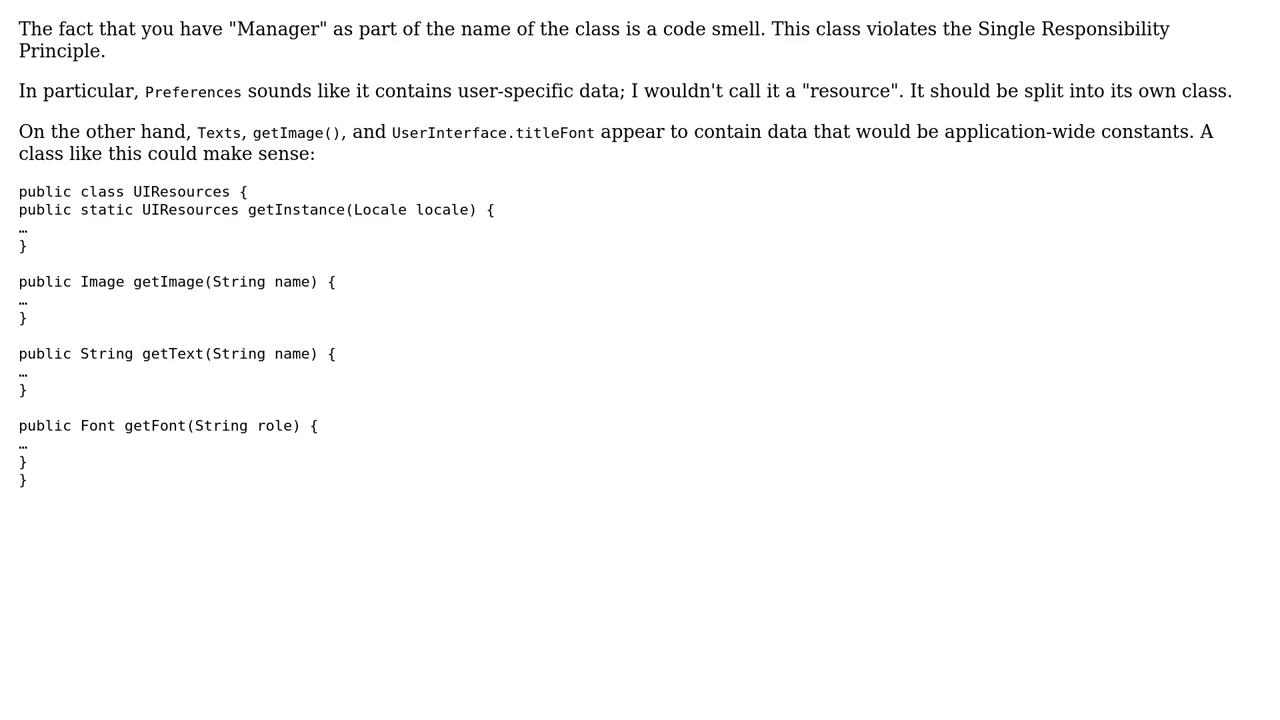 The fact that you have "Manager" as part of the name of the class is a code smell. This class violates the Single Responsibility
Principle.
In particular, Preferences sounds like it contains user-specific data; I wouldn't call it a "resource". It should be split into its own class.
On the other hand, Texts, getImage(), and UserInterface.titleFont appear to contain data that would be application-wide constants. A
class like this could make sense:
public class UIResources {
public static UIResources getInstance(Locale locale) {
…
}
public Image getImage(String name) {
…
}
public String getText(String name) {
…
}
public Font getFont(String role) {
…
}
}